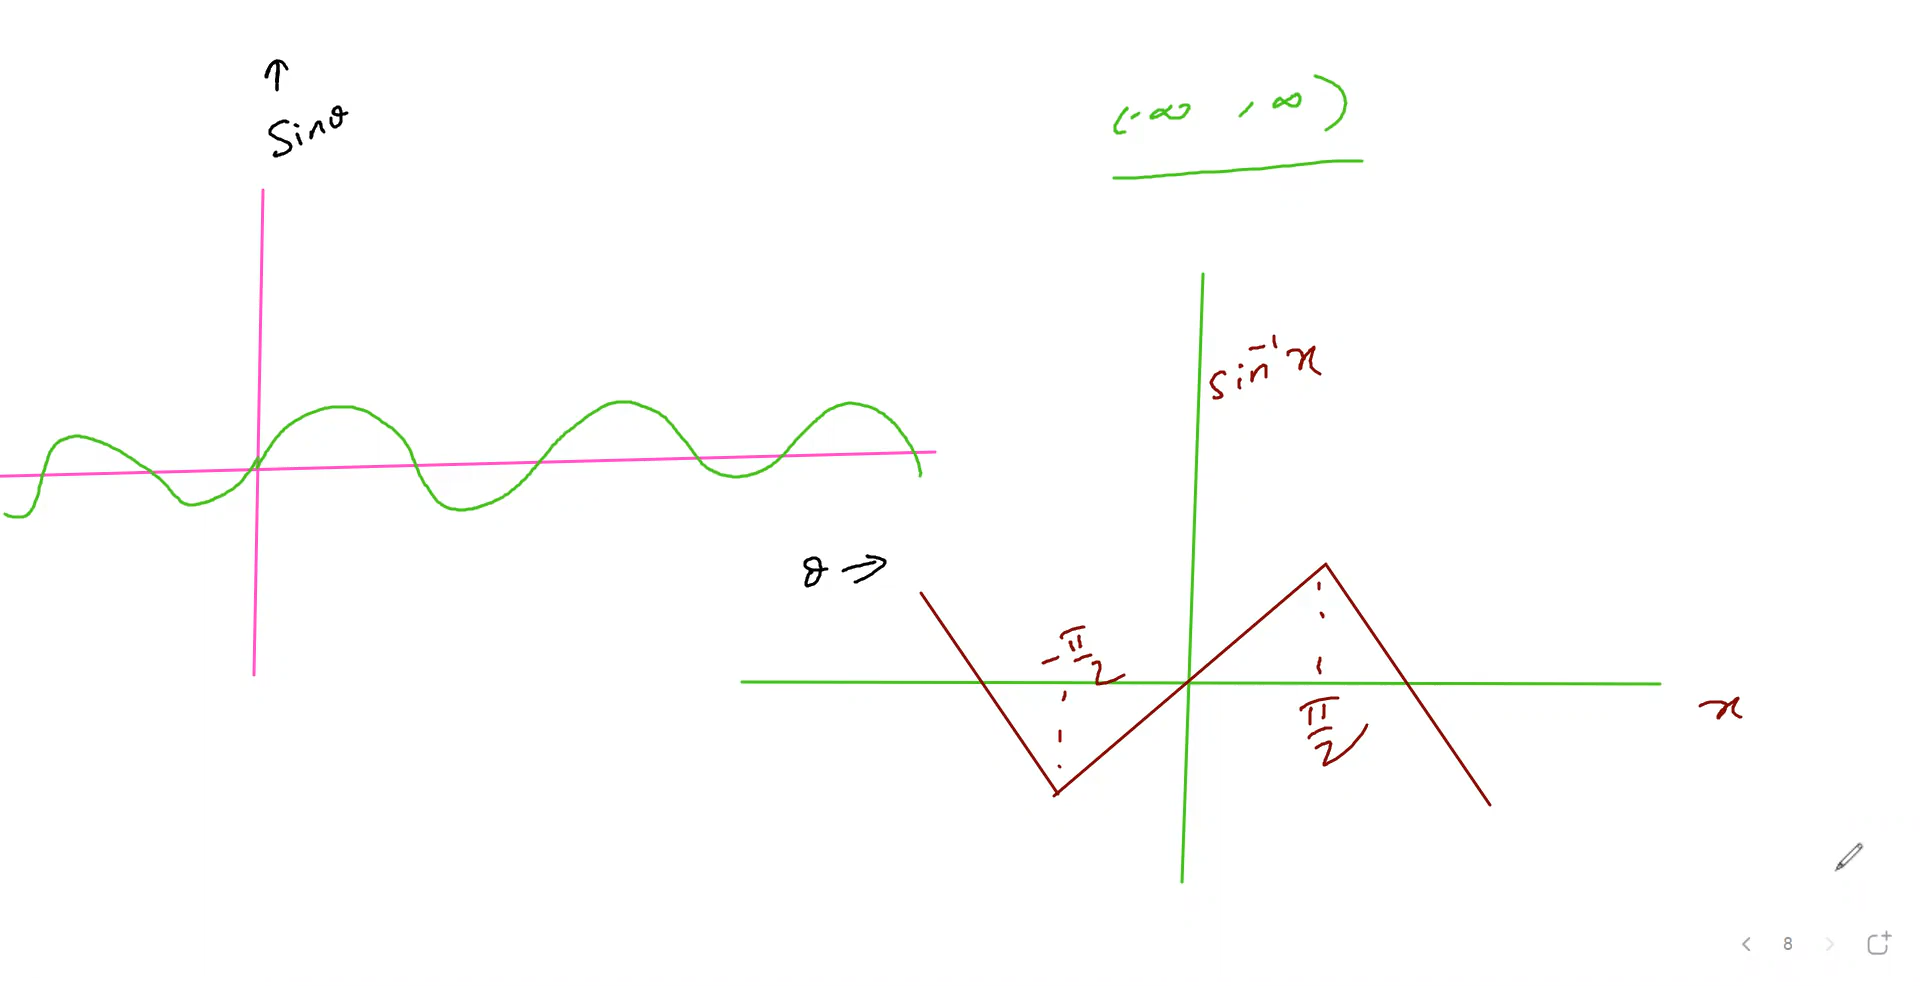 ↑
Sinθ
(-∞ , ∞)
sin⁻¹x
θ →
-π/2
π/2
x
8